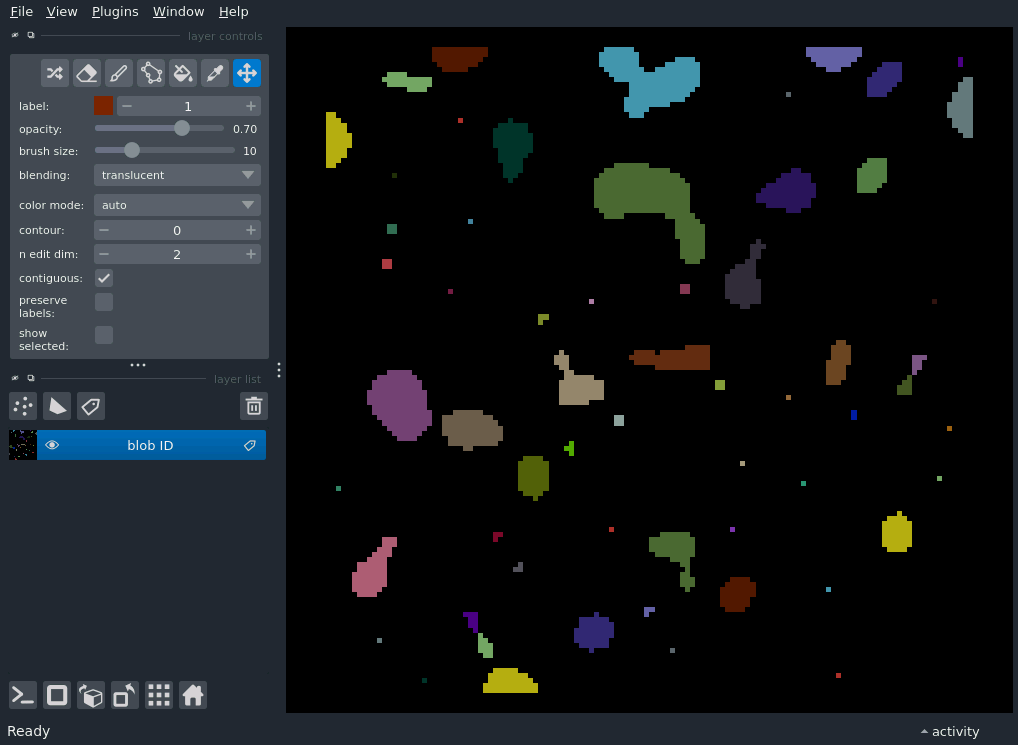 File View Plugins Window Help
layer controls
label: 1
opacity: 0.70
brush size: 10
blending: translucent
color mode: auto
contour: 0
n edit dim: 2
contiguous:
preserve
labels:
show
selected:
layer list
blob ID
Ready
activity